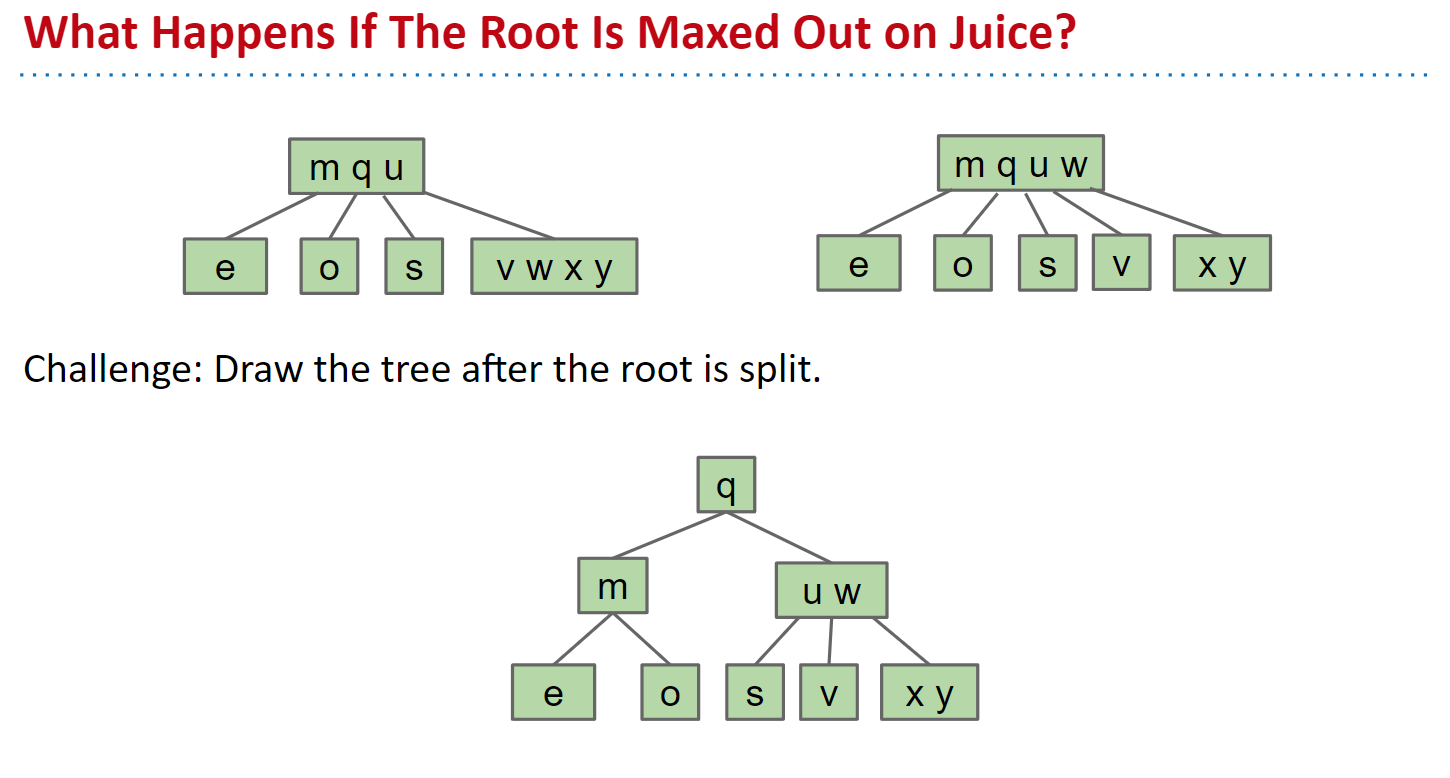 What Happens If The Root Is Maxed Out on Juice?
m q u
m q u w
e
o
s
v w x y
e
o
s
v
x y
Challenge: Draw the tree after the root is split.
q
m
u w
e
o
s
v
x y